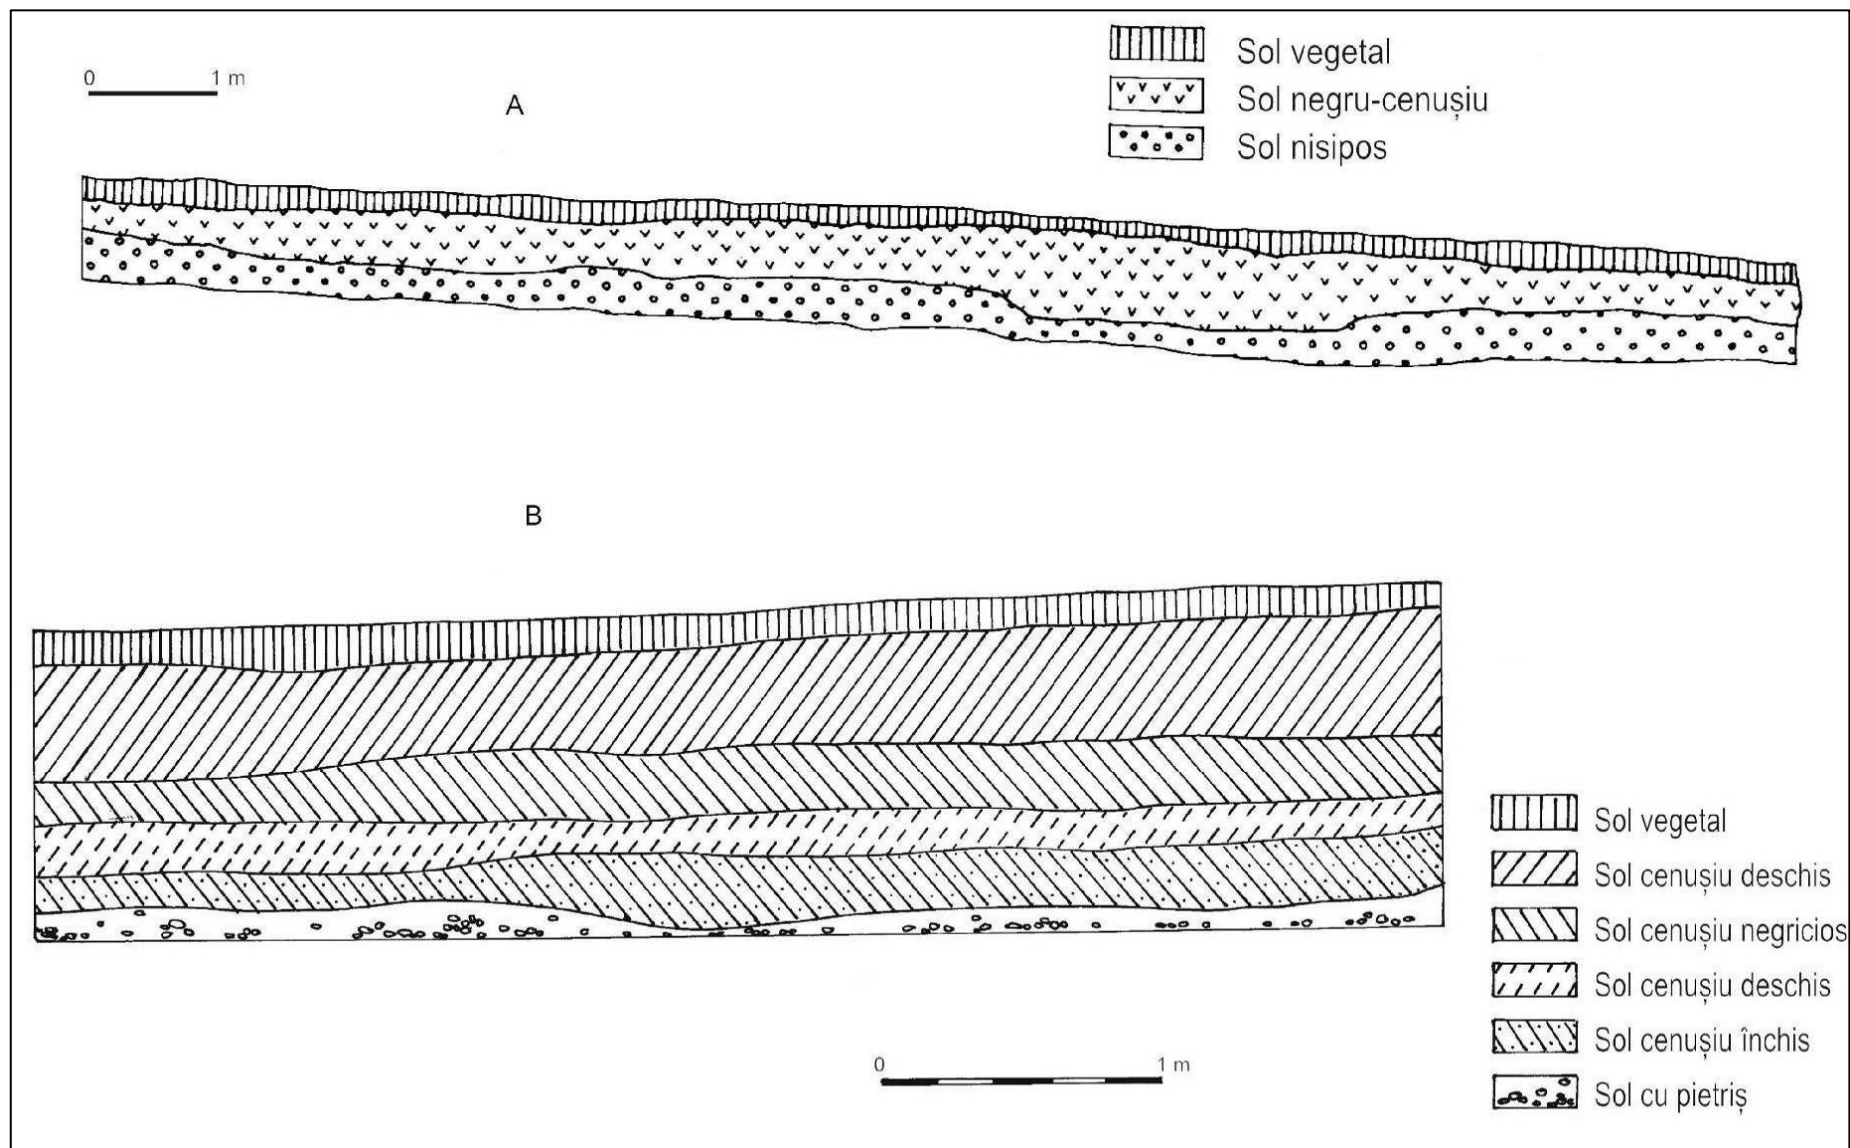 Sol vegetal
0 1 m
A
Sol negru-cenușiu
Sol nisipos
B
Sol vegetal
Sol cenușiu deschis
Sol cenușiu negricios
Sol cenușiu deschis
Sol cenușiu închis
0 1 m
Sol cu pietriș